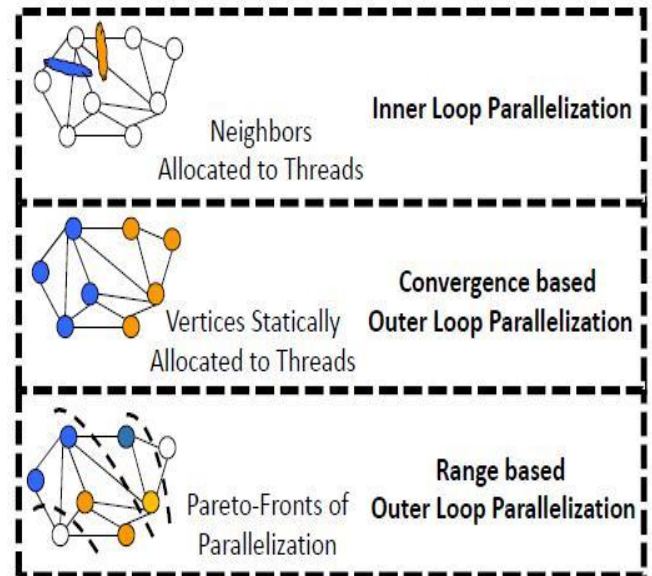 Neighbors
Allocated to Threads
Inner Loop Parallelization
Vertices Statically
Allocated to Threads
Convergence based
Outer Loop Parallelization
Pareto-Fronts of
Parallelization
Range based
Outer Loop Parallelization